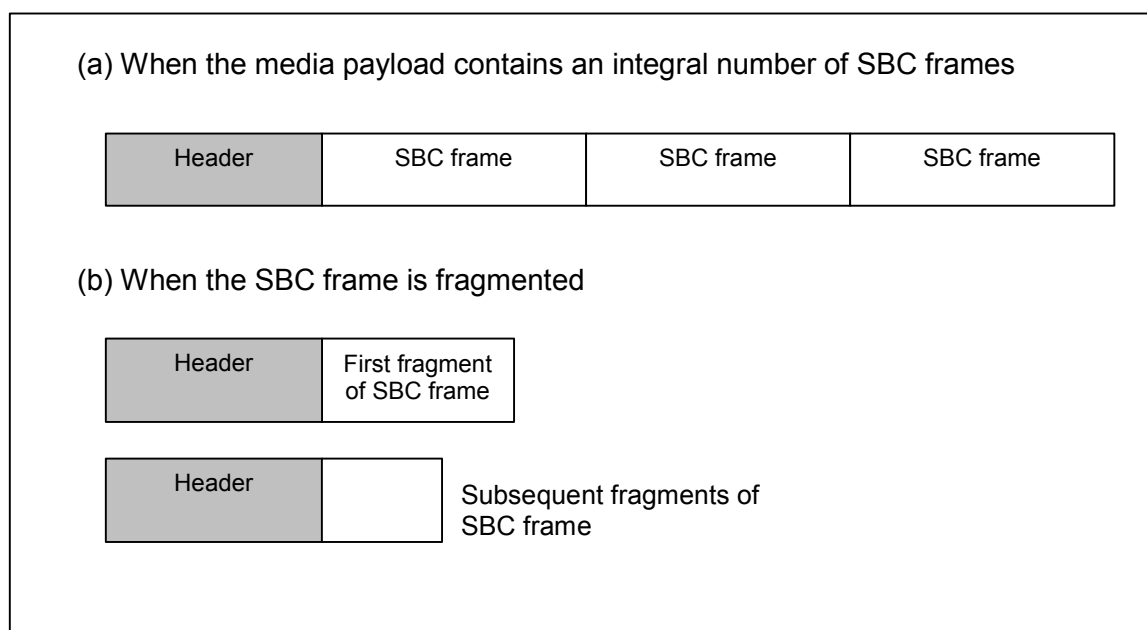 (a) When the media payload contains an integral number of SBC frames
Header SBC frame SBC frame SBC frame
(b) When the SBC frame is fragmented
Header First fragment
of SBC frame
Header Subsequent fragments of
SBC frame